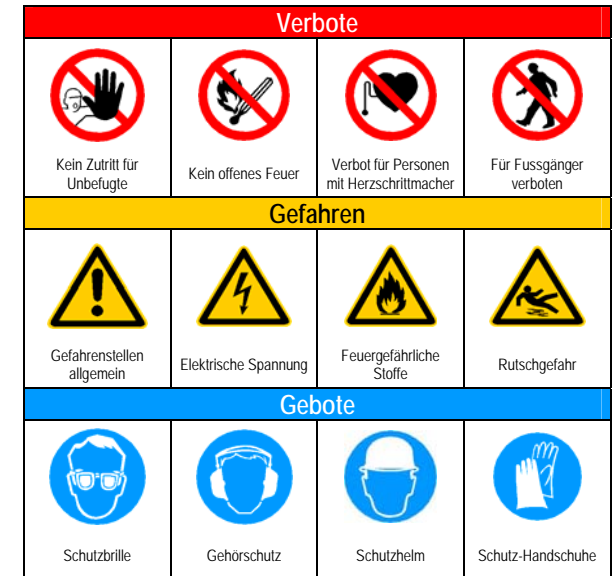 Verbote
Kein Zutritt für
Unbefugte
Kein offenes Feuer
Verbot für Personen
mit Herzschrittmacher
Für Fussgänger
verboten
Gefahren
Gefahrenstellen
allgemein
Elektrische Spannung
Feuergefährliche
Stoffe
Rutschgefahr
Gebote
Schutzbrille
Gehörschutz
Schutzhelm
Schutz-Handschuhe